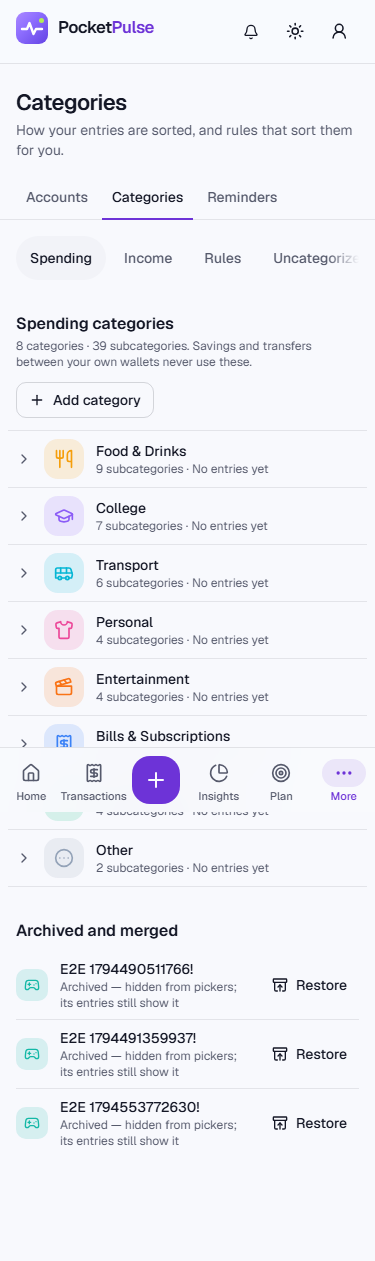 PocketPulse
Categories
How your entries are sorted, and rules that sort them
for you.
Accounts Categories Reminders
Spending Income Rules Uncategorize
Spending categories
8 categories · 39 subcategories. Savings and transfers
between your own wallets never use these.
Add category
Food & Drinks
9 subcategories · No entries yet
College
7 subcategories · No entries yet
Transport
6 subcategories · No entries yet
Personal
4 subcategories · No entries yet
Entertainment
4 subcategories · No entries yet
Bills & Subscriptions
Home Transactions Insights Plan More
4 subcategories · No entries yet
Other
2 subcategories · No entries yet
Archived and merged
E2E 1794490511766!
Archived — hidden from pickers;
its entries still show it
Restore
E2E 1794491359937!
Archived — hidden from pickers;
its entries still show it
Restore
E2E 1794553772630!
Archived — hidden from pickers;
its entries still show it
Restore